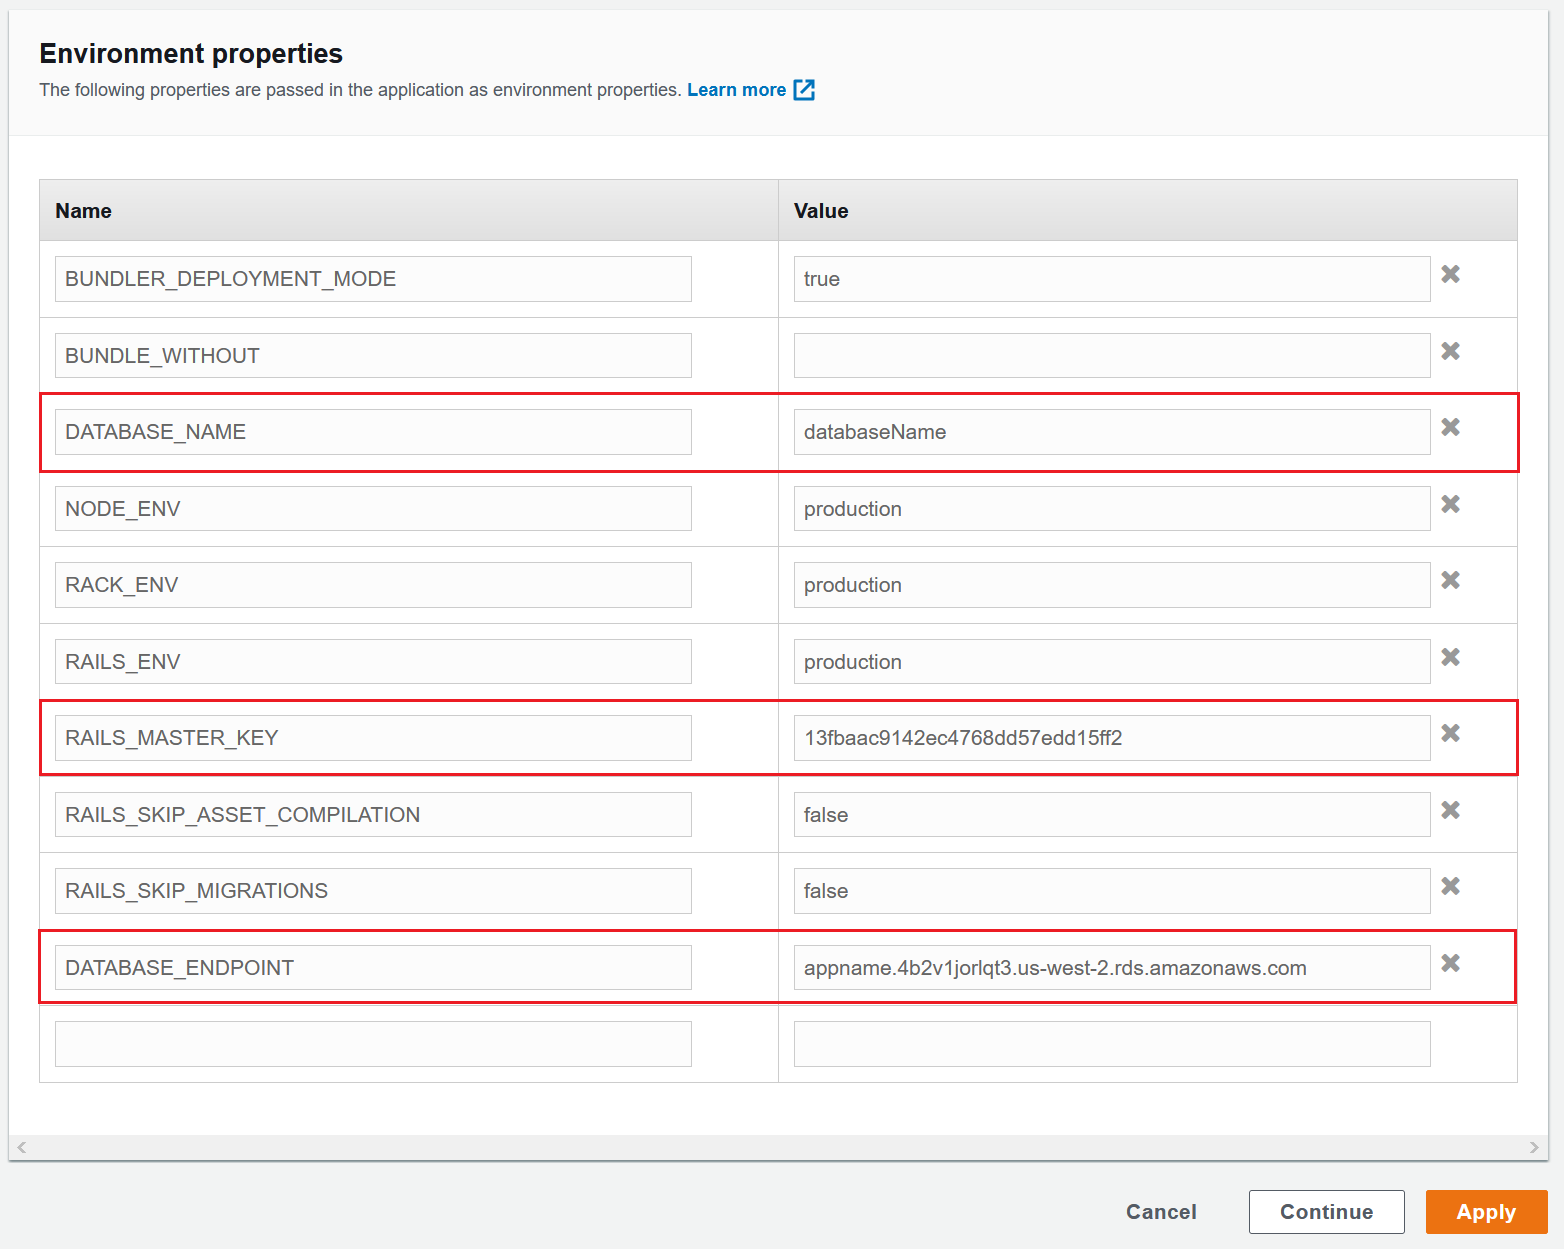 Environment properties
The following properties are passed in the application as environment properties. Learn more
Name Value
BUNDLER_DEPLOYMENT_MODE true
BUNDLE_WITHOUT
DATABASE_NAME databaseName
NODE_ENV production
RACK_ENV production
RAILS_ENV production
RAILS_MASTER_KEY 13fbaac9142ec4768dd57edd15ff2
RAILS_SKIP_ASSET_COMPILATION false
RAILS_SKIP_MIGRATIONS false
DATABASE_ENDPOINT appname.4b2v1jorlqt3.us-west-2.rds.amazonaws.com
Cancel Continue Apply